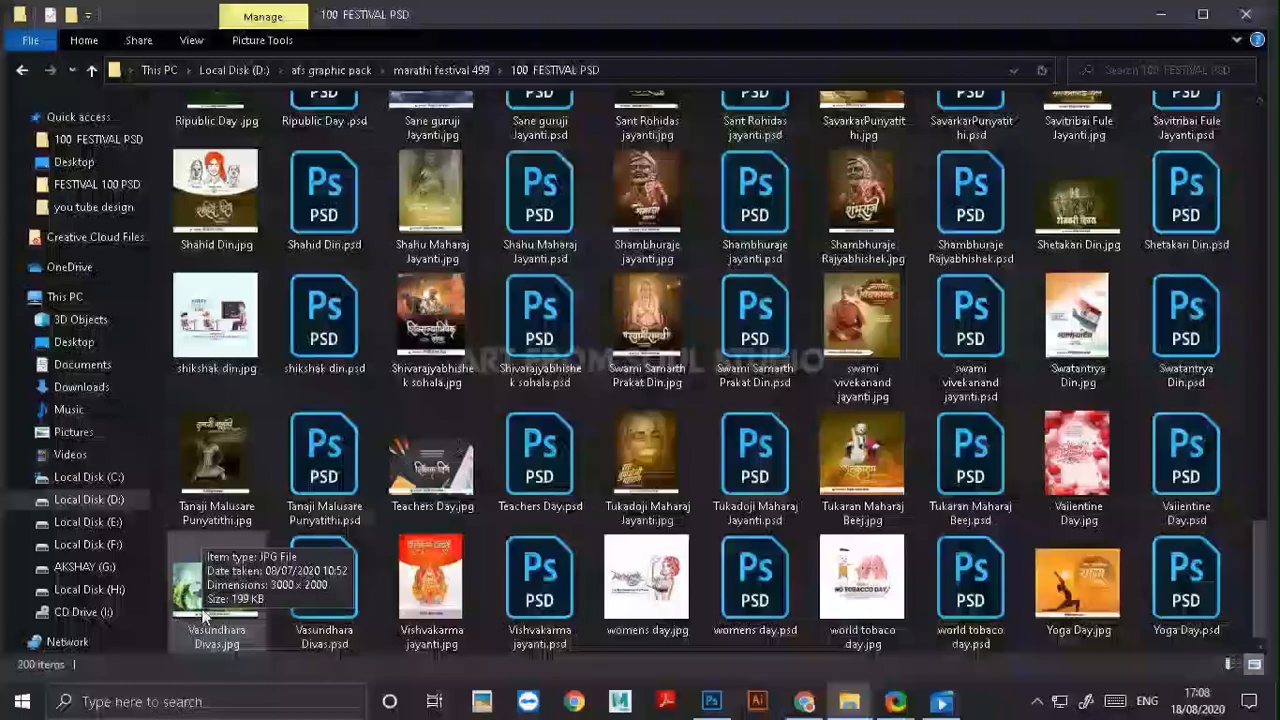 Manage
100 FESTIVAL PSD
File
Home
Share
View
Picture Tools
This PC
Local Disk (D:)
afs graphic pack
marathi festival 499
100 FESTIVAL PSD
Search 100 FESTIVAL PSD
Quick access
100 FESTIVAL PSD
Desktop
FESTIVAL 100 PSD
you tube design
Creative Cloud Files
OneDrive
This PC
3D Objects
Desktop
Documents
Downloads
Music
Pictures
Videos
Local Disk (C:)
Local Disk (D:)
Local Disk (E:)
Local Disk (F:)
AKSHAY (G:)
Local Disk (H:)
CD Drive (I:)
Network
Ripublic Day .jpg
Ripublic Day .psd
Sane guruji
Jayanti.jpg
Sane guruji
Jayanti.psd
Sant Rohidas
jayanti.jpg
Sant Rohidas
jayanti.psd
SavarkarPunyatit
hi.jpg
SavarkarPunyatit
hi.psd
Savitribai Fule
Jayanti.jpg
Savitribai Fule
Jayanti.psd
Ps
PSD
Shahid Din.jpg
Shahid Din.psd
Shahu Maharaj
Jayanti.jpg
Shahu Maharaj
Jayanti.psd
Shambhuraje
jayanti.jpg
Shambhuraje
jayanti.psd
Shambhuraje
Rajyabhishek.jpg
Shambhuraje
Rajyabhishek.psd
Shetakari Din.jpg
Shetakari Din.psd
shikshak din.jpg
shikshak din.psd
Shivarajyabhishe
k sohala.jpg
Shivarajyabhishe
k sohala.psd
Swami Samarth
Prakat Din.jpg
Swami Samarth
Prakat Din.psd
swami
vivekanand
jayanti.jpg
swami
vivekanand
jayanti.psd
Swatantrya
Din.jpg
Swatantrya
Din.psd
Tanaji Malusare
Punyatithi.jpg
Tanaji Malusare
Punyatithi.psd
Teachers Day.jpg
Teachers Day.psd
Tukadoji Maharaj
Jayanti.jpg
Tukadoji Maharaj
Jayanti.psd
Tukaram Maharaj
Beej.jpg
Tukaram Maharaj
Beej.psd
Item type: JPG File
Date taken: 08/07/2020 10:52
Dimensions: 3000 x 2000
Size: 199 KB
Vasundhara
Divas.jpg
Vasundhara
Divas.psd
Vishvakarma
jayanti.jpg
Vishvakarma
jayanti.psd
womens day.jpg
womens day.psd
NO TOBACCO DAY
world tobaco
day.jpg
world tobaco
day.psd
Yoga Day.jpg
Yoga Day.psd
200 items
Type here to search
ENG
17:08
18/08/2020